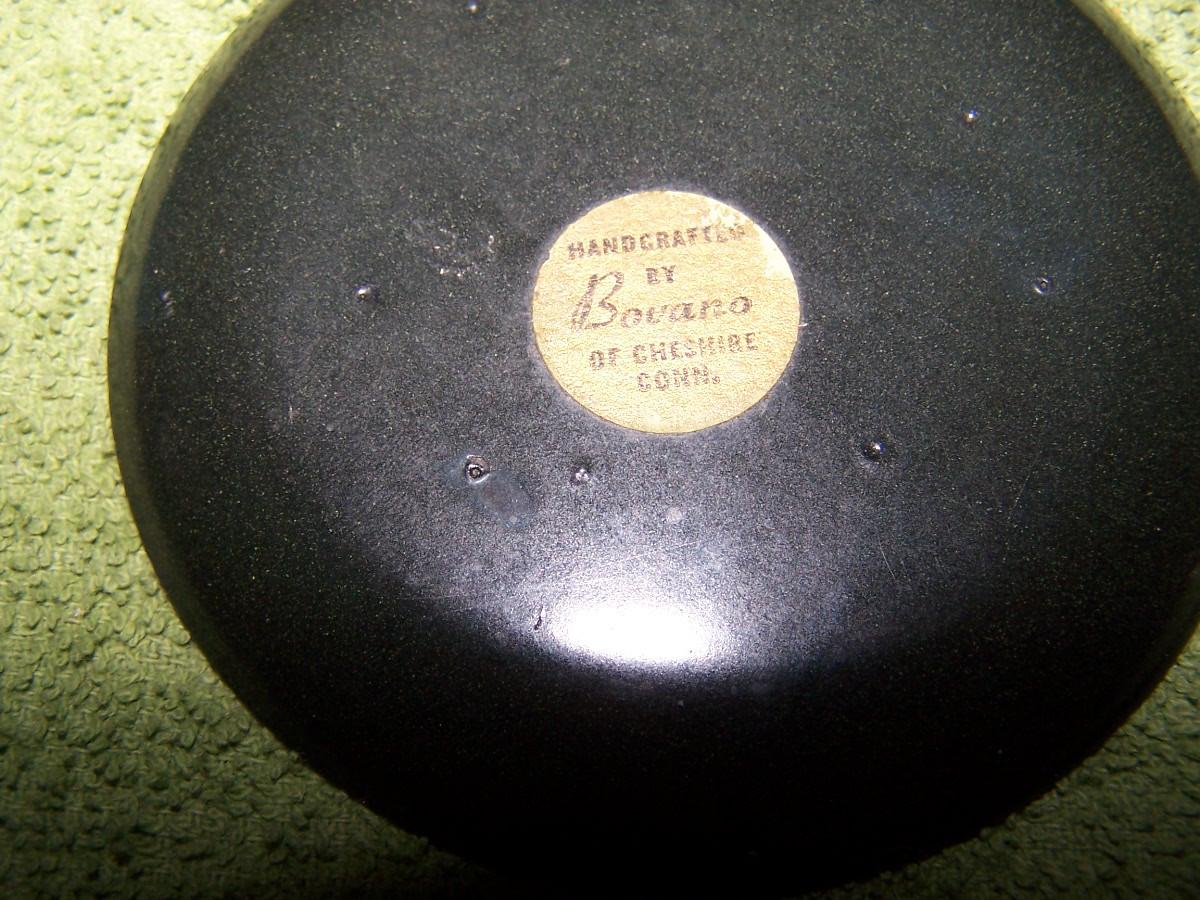 HANDCRAFTED
BY
Bovano
OF CHESHIRE
CONN.